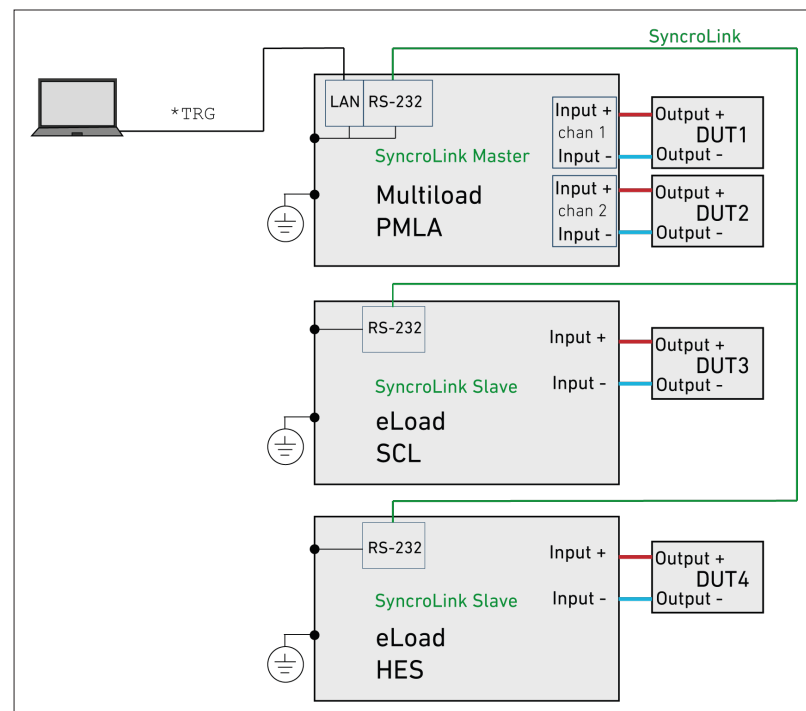 SyncroLink
*TRG
LAN RS-232
SyncroLink Master
Multiload
PMLA
Input +
chan 1
Input -
Output +
DUT1
Output -
Input +
chan 2
Input -
Output +
DUT2
Output -
RS-232
SyncroLink Slave
eLoad
SCL
Input +
Input -
Output +
DUT3
Output -
RS-232
SyncroLink Slave
eLoad
HES
Input +
Input -
Output +
DUT4
Output -